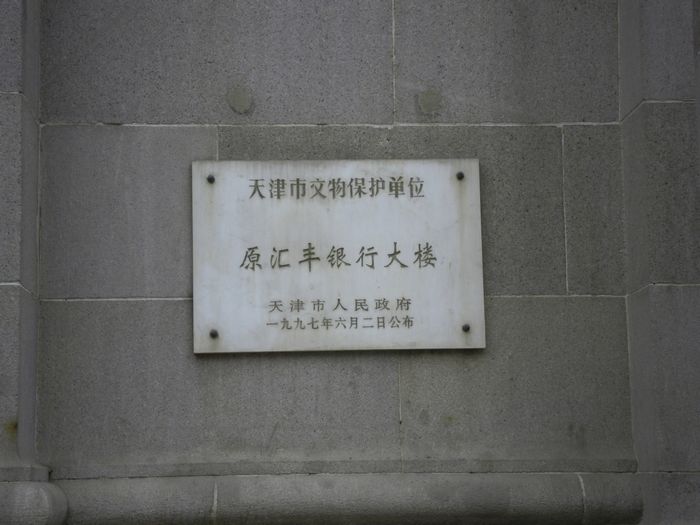 天津市文物保护单位
原汇丰银行大楼
天津市人民政府
一九九七年六月二日公布